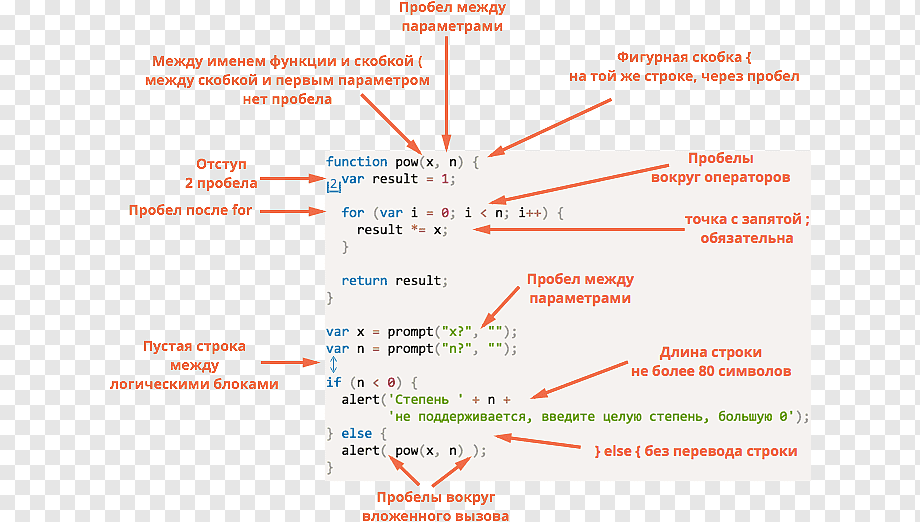 Пробел между
параметрами
Между именем функции и скобкой (
между скобкой и первым параметром
нет пробела
Фигурная скобка {
на той же строке, через пробел
Отступ
2 пробела
Пробел после for
Пробелы
вокруг операторов
точка с запятой ;
обязательна
function pow(x, n) {
2
var result = 1;
for (var i = 0; i < n; i++) {
result *= x;
}
return result;
}
Пробел между
параметрами
var x = prompt("x?", "");
var n = prompt("n?", "");
Пустая строка
между
логическими блоками
Длина строки
не более 80 символов
if (n < 0) {
alert('Степень ' + n +
'не поддерживается, введите целую степень, большую 0');
} else {
alert( pow(x, n) );
}
} else { без перевода строки
Пробелы вокруг
вложенного вызова